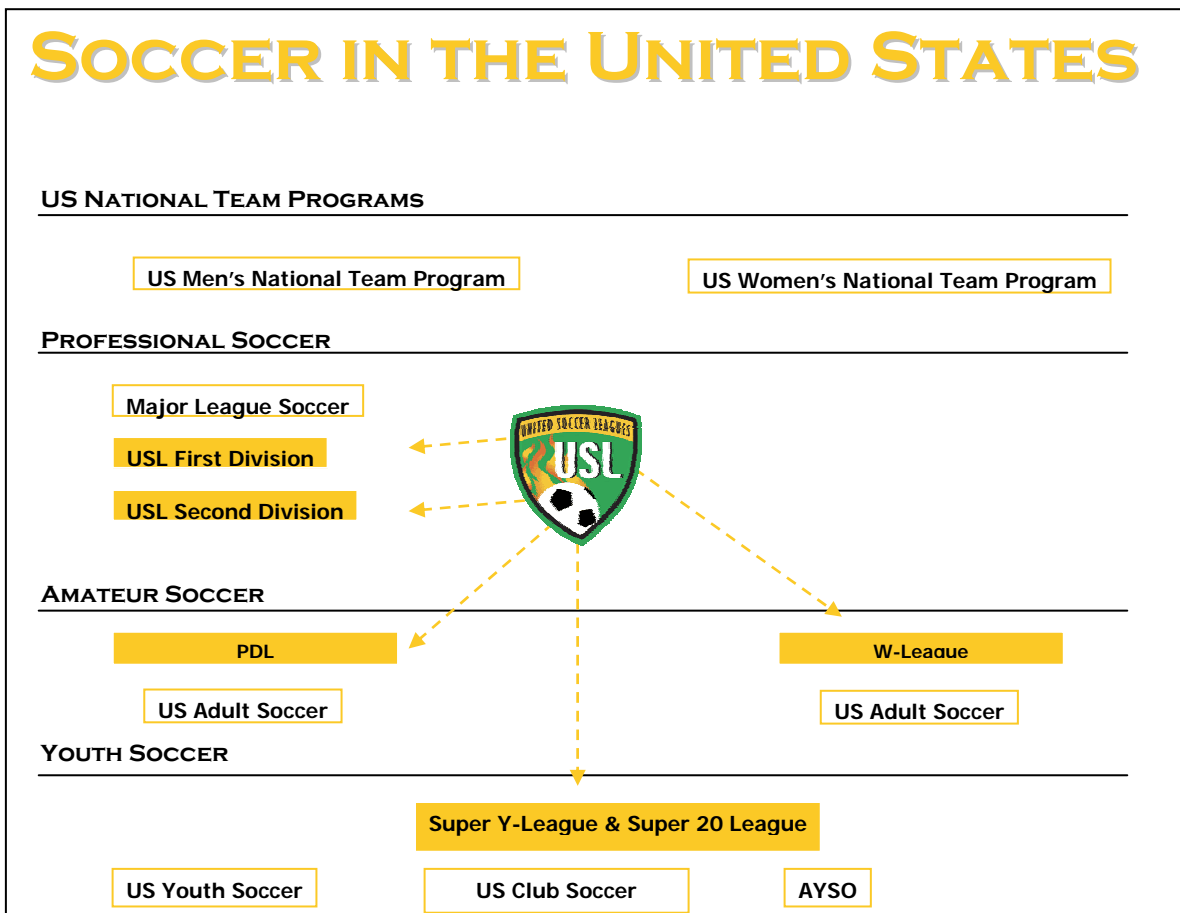 SOCCER IN THE UNITED STATES
US NATIONAL TEAM PROGRAMS
US Men's National Team Program
US Women's National Team Program
PROFESSIONAL SOCCER
Major League Soccer
UNITED SOCCER LEAGUES
USL
USL First Division
USL Second Division
AMATEUR SOCCER
PDL
W-League
US Adult Soccer
US Adult Soccer
YOUTH SOCCER
Super Y-League & Super 20 League
US Youth Soccer
US Club Soccer
AYSO